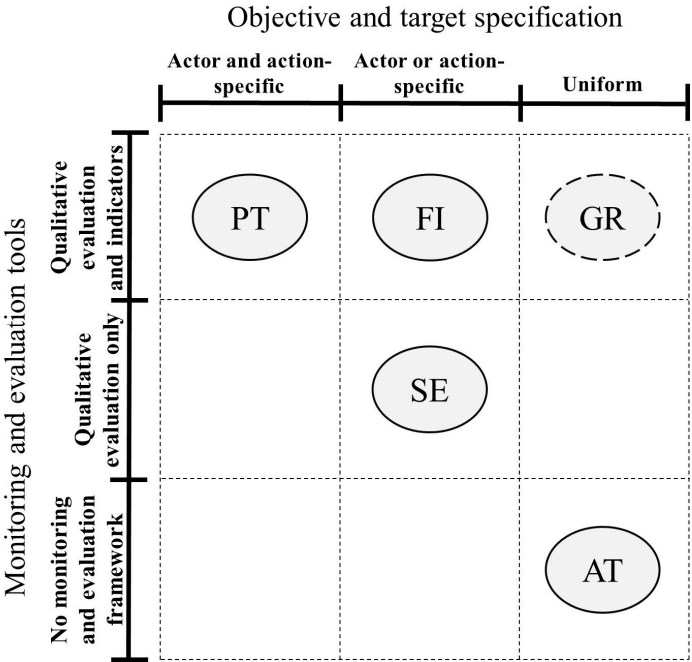 Objective and target specification
Actor and action-
specific
Actor or action-
specific
Uniform
Monitoring and evaluation tools
Qualitative
evaluation
and indicators
PT
FI
GR
Qualitative
evaluation only
SE
No monitoring
and evaluation
framework
AT